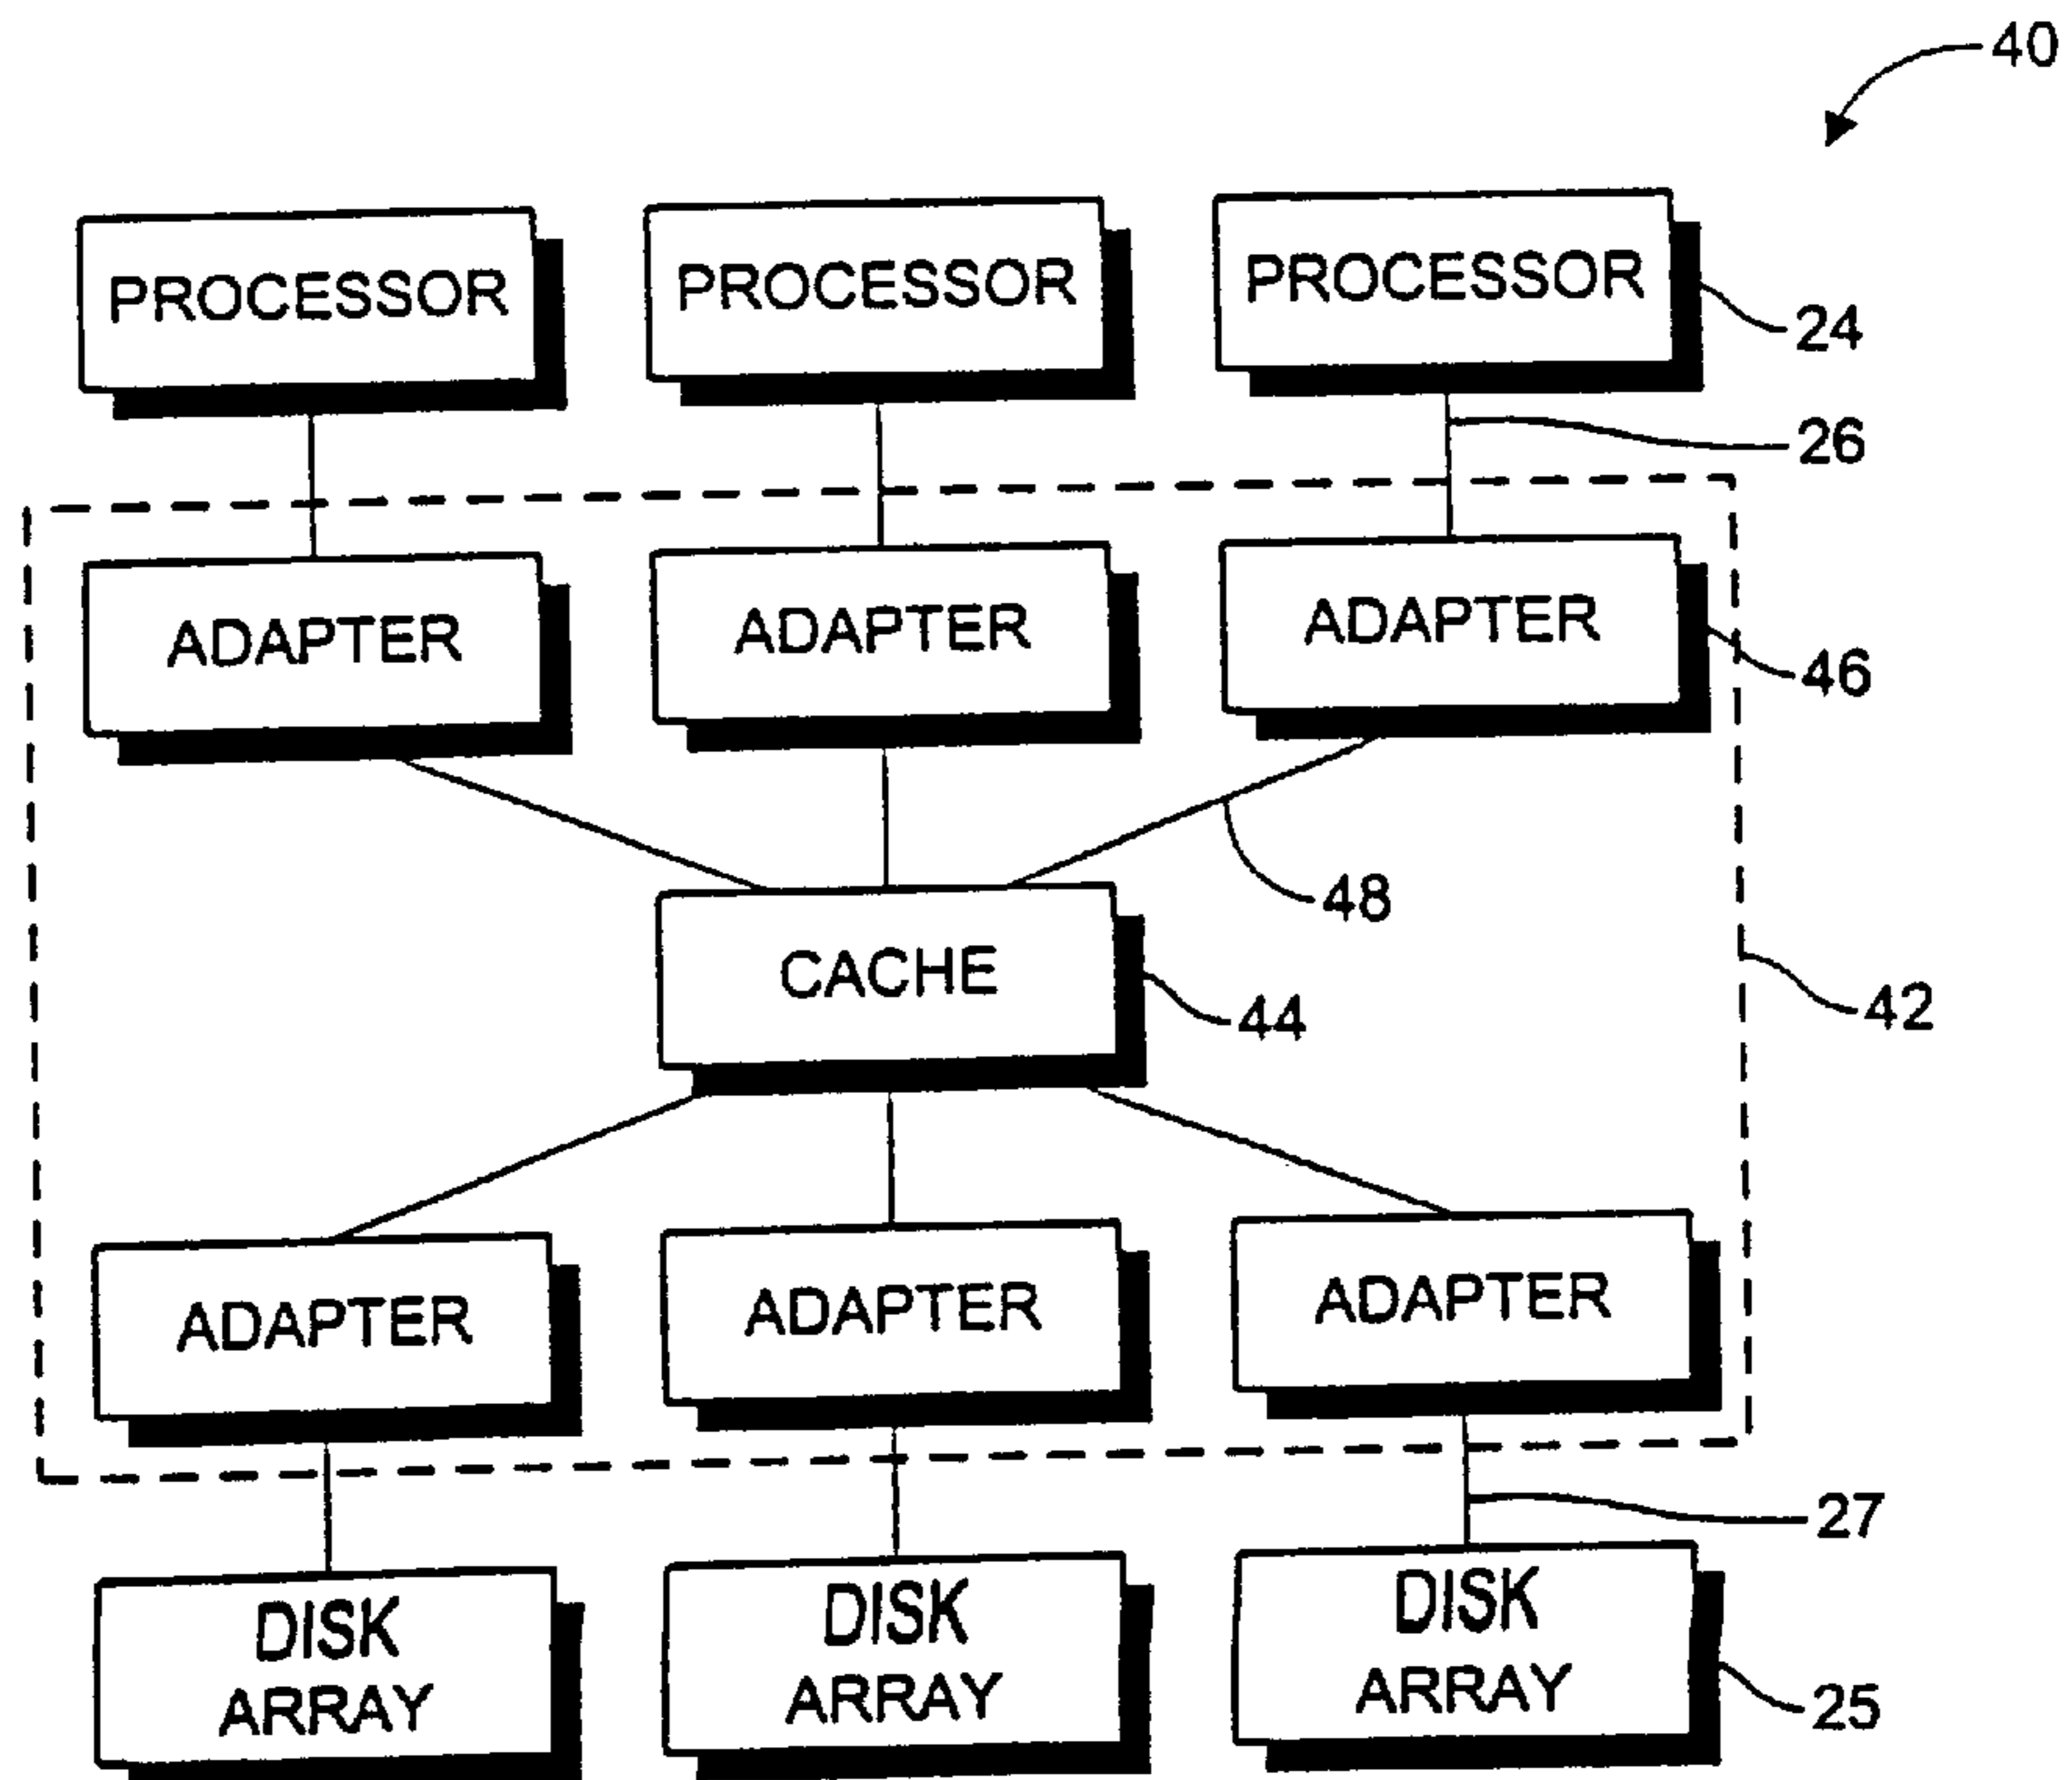 40
PROCESSOR PROCESSOR PROCESSOR
24
26
ADAPTER ADAPTER ADAPTER
46
48
CACHE
44
42
ADAPTER ADAPTER ADAPTER
27
DISK ARRAY
DISK ARRAY
DISK ARRAY
25